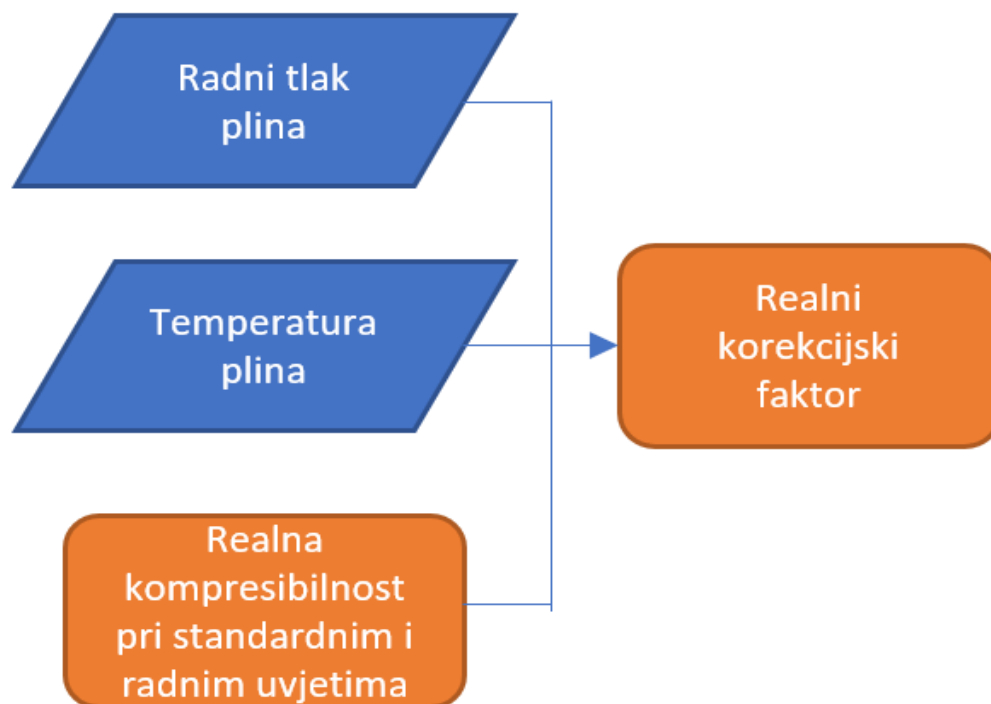 Radni tlak
plina
Temperatura
plina
Realni
korekcijski
faktor
Realna
kompresibilnost
pri standardnim i
radnim uvjetima